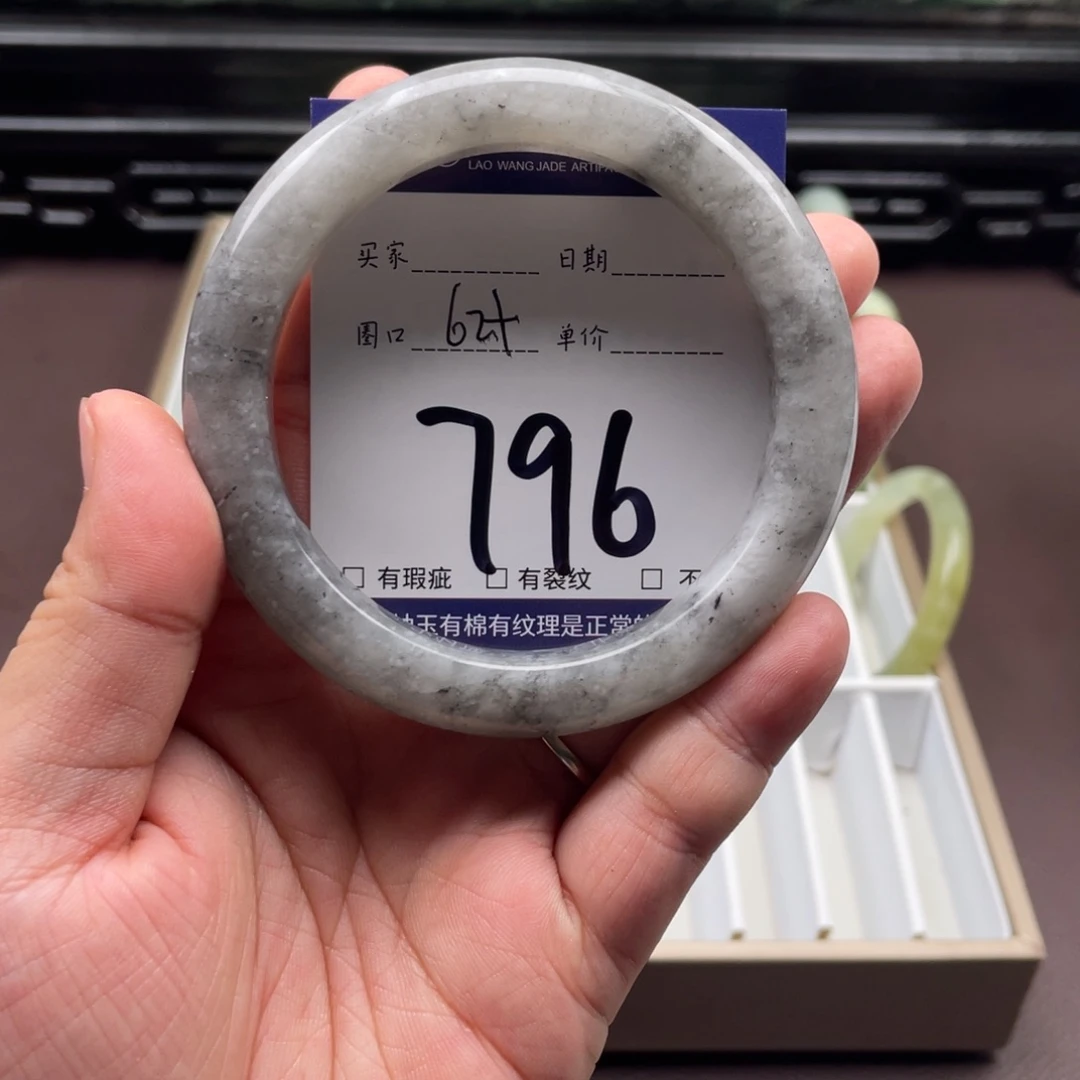 LAO WANG JADE
买家 日期
圈口 62+ 单价
796
□ 有瑕疵 □ 有裂纹 □ 不
玉有棉有纹理是正常